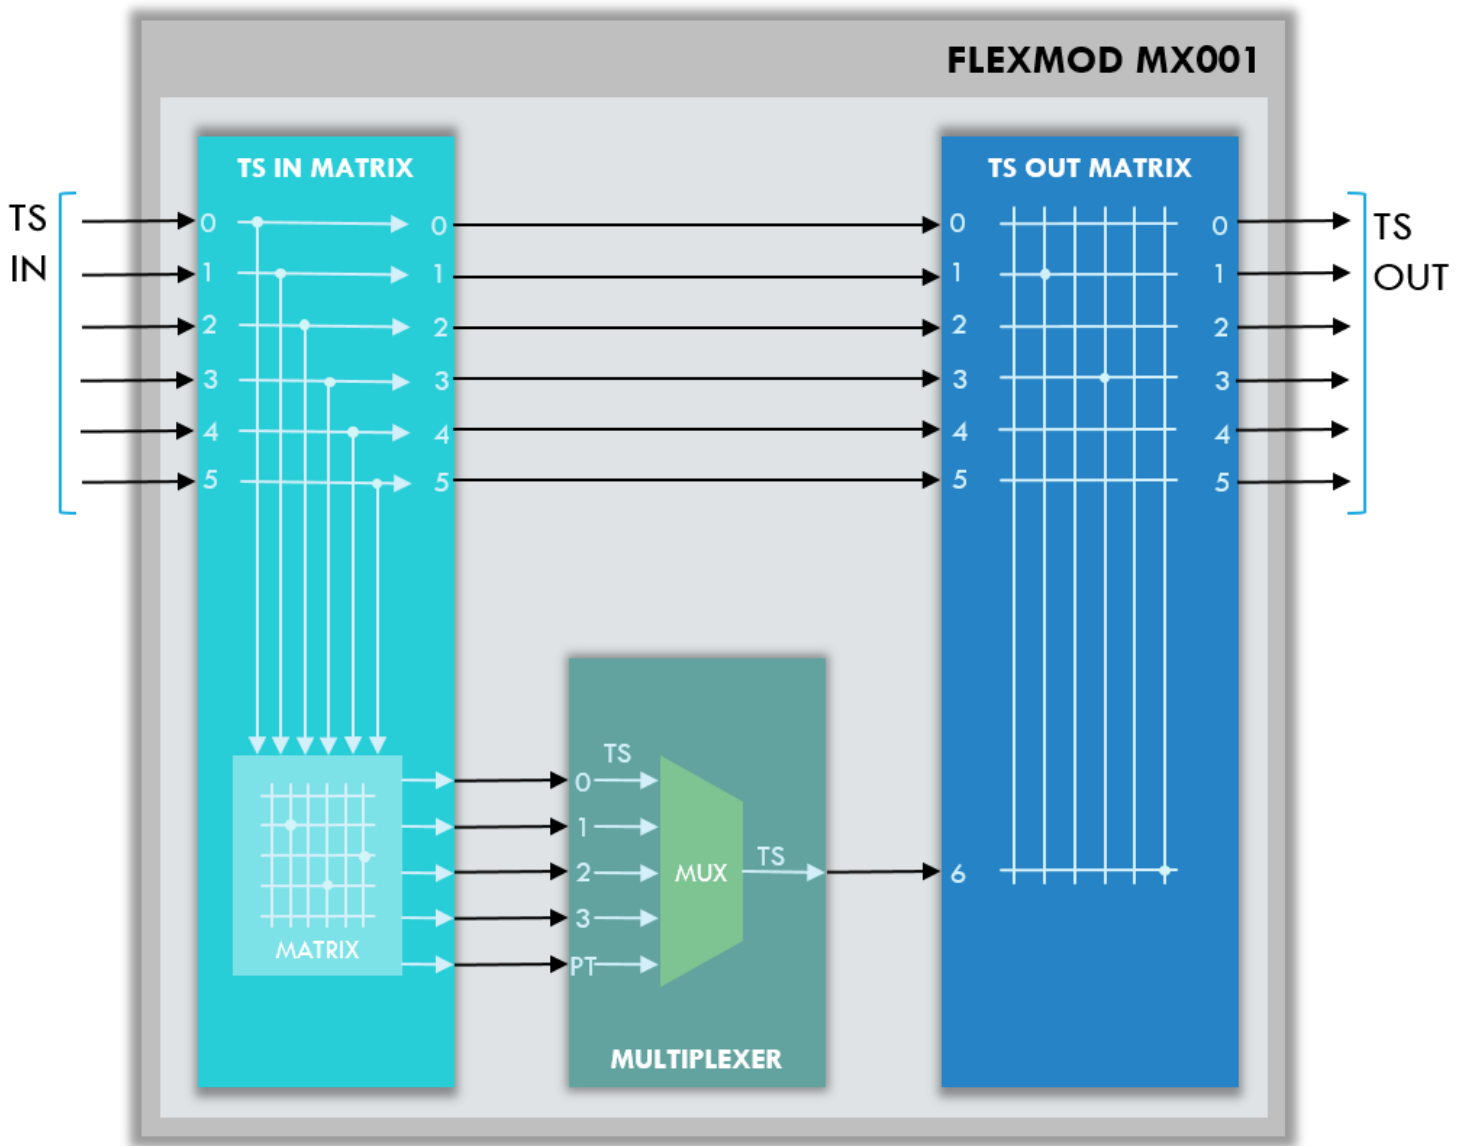 FLEXMOD MX001
TS IN MATRIX
TS OUT MATRIX
TS
IN
0 0 0 0
1 1 1 1
2 2 2 2
3 3 3 3
4 4 4 4
5 5 5 5
TS
OUT
TS
0
1
2
3
PT
MUX
TS
6
MATRIX
MULTIPLEXER